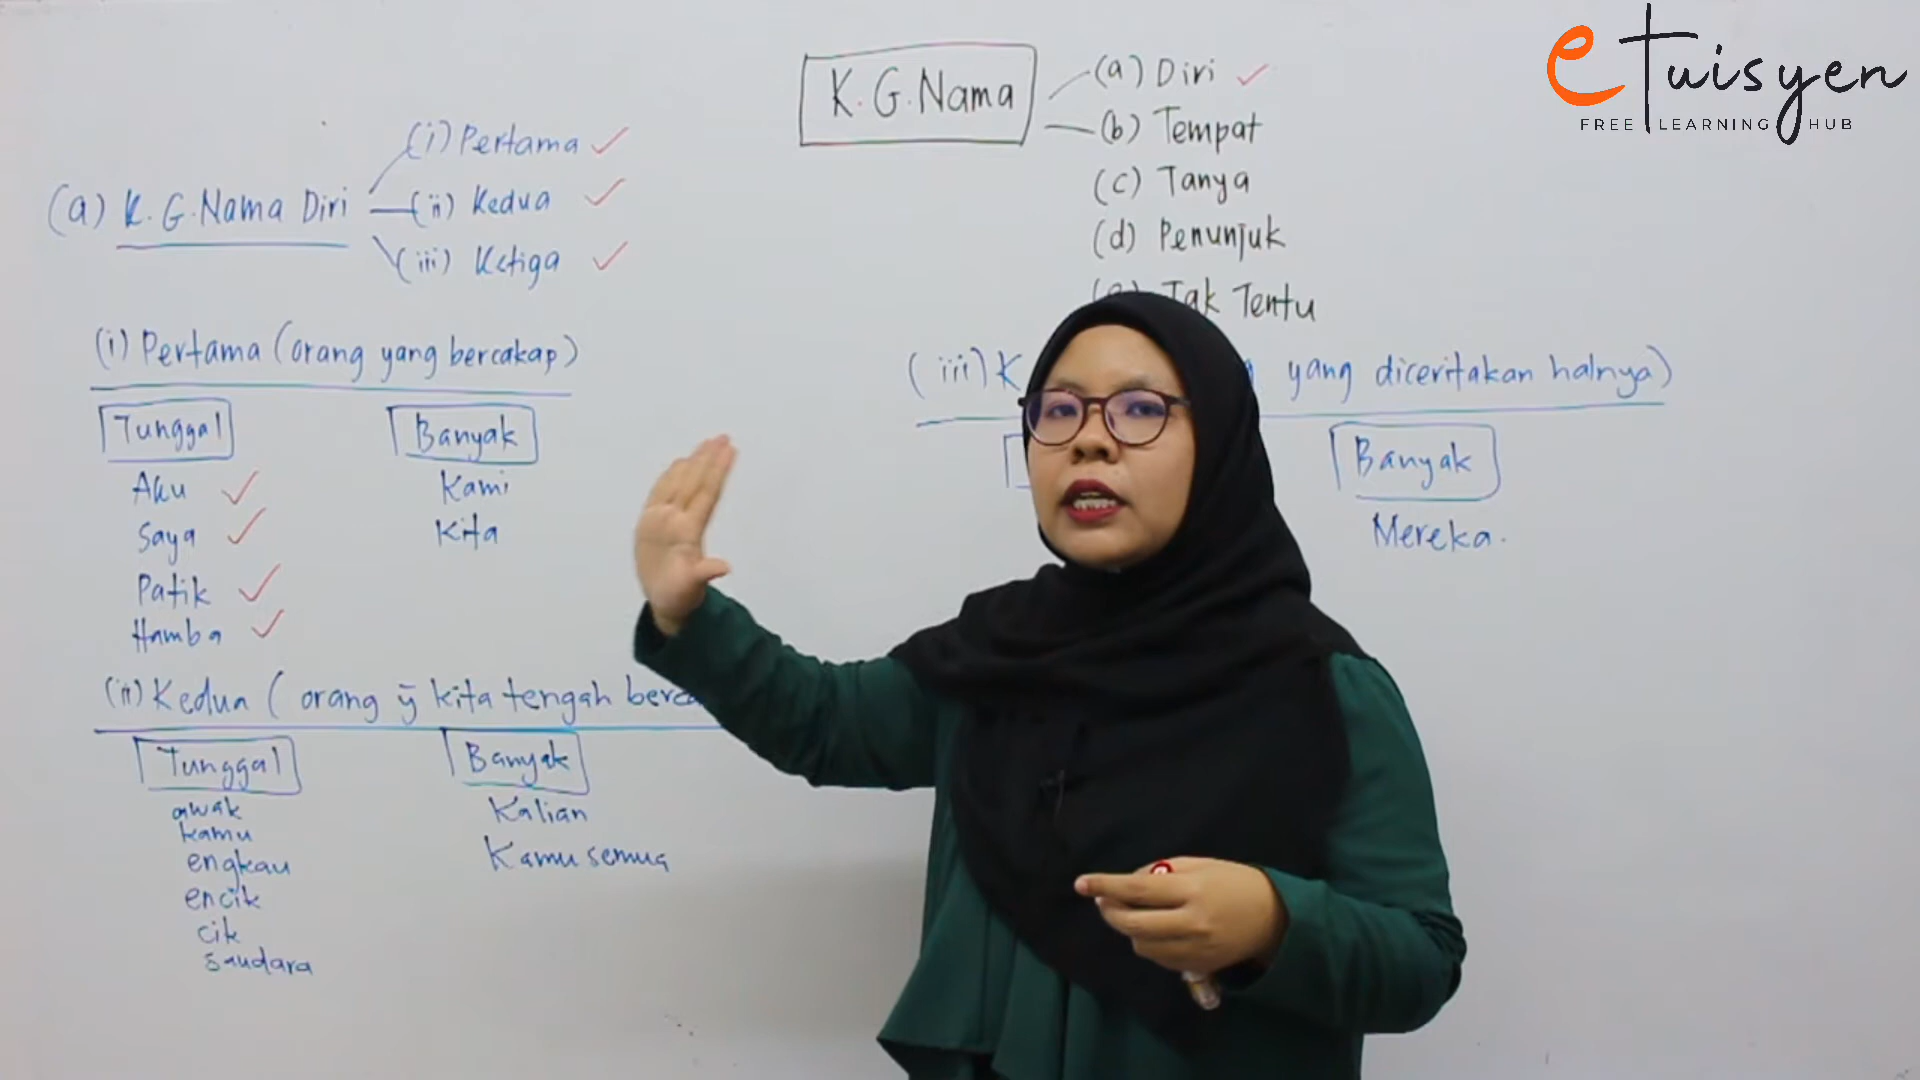 eTuisyen
FREE LEARNING HUB
K.G.Nama
(a) Diri
(b) Tempat
(c) Tanya
(d) Penunjuk
Tak Tentu
(a) K.G.Nama Diri
(i) Pertama
(ii) Kedua
(iii) Ketiga
(i) Pertama (orang yang bercakap)
Tunggal
Aku
Saya
Patik
Hamba
Banyak
Kami
Kita
(ii) Kedua ( orang ȳ kita tengah
Tunggal
awak
kamu
engkau
encik
cik
saudara
Banyak
Kalian
Kamu semua
(iii) K yang diceritakan halnya)
Banyak
Mereka.